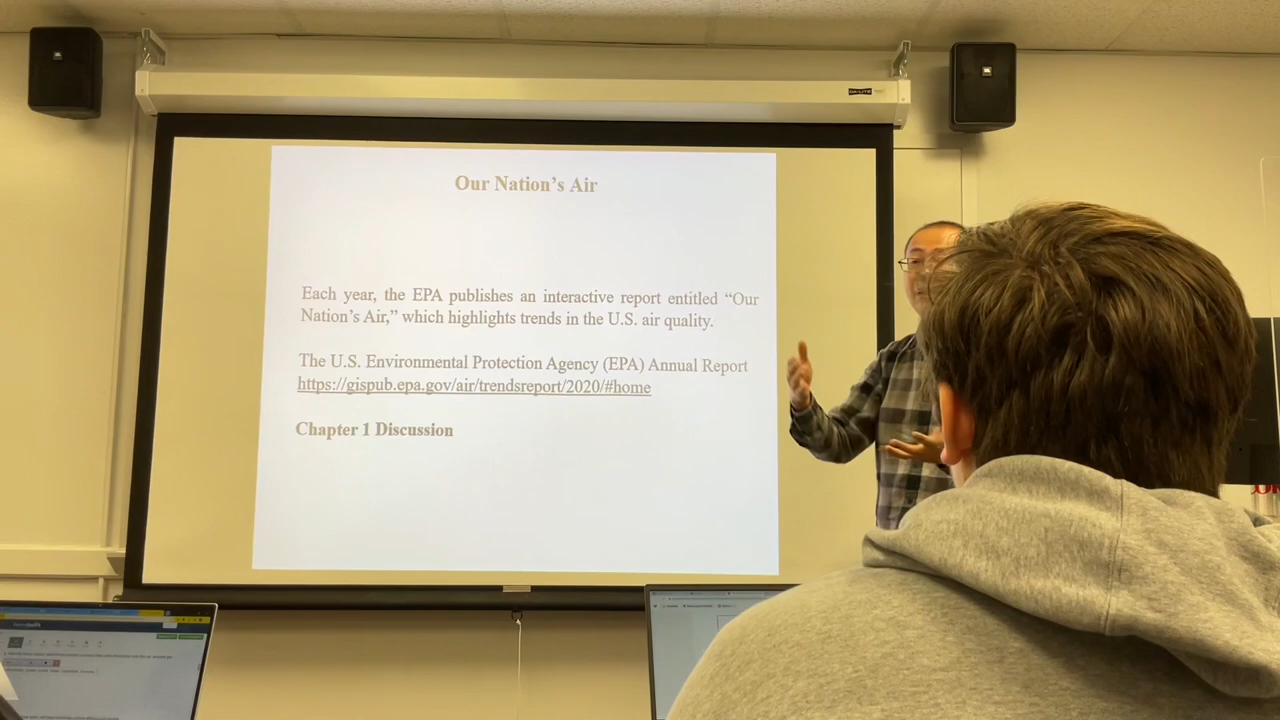 DA-LITE
Our Nation's Air
Each year, the EPA publishes an interactive report entitled “Our
Nation's Air,” which highlights trends in the U.S. air quality.
The U.S. Environmental Protection Agency (EPA) Annual Report
https://gispub.epa.gov/air/trendsreport/2020/#home
Chapter 1 Discussion